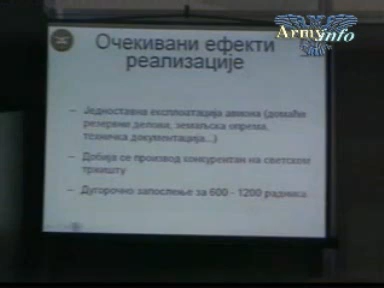 Army info
Очекивани ефекти
реализације
– Једноставна експлоатација авиона (домаћи
резервни делови, земаљска опрема,
техничка документација...)
– Добија се производ конкурентан на светском
тржишту
– Дугорочно запослење за 600 - 1200 радника